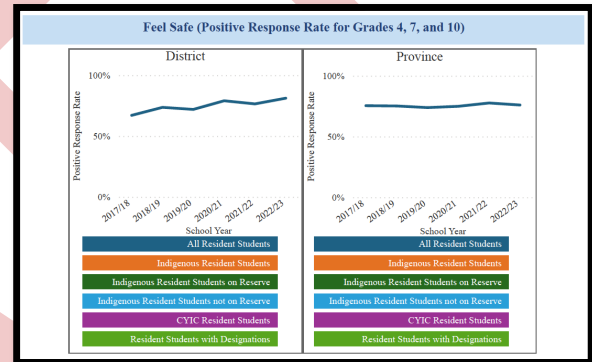 Feel Safe (Positive Response Rate for Grades 4, 7, and 10)
District
100%
50%
0%
Positive Response Rate
2017/18
2018/19
2019/20
2020/21
2021/22
2022/23
School Year
All Resident Students
Indigenous Resident Students
Indigenous Resident Students on Reserve
Indigenous Resident Students not on Reserve
CYIC Resident Students
Resident Students with Designations
Province
100%
50%
0%
Positive Response Rate
2017/18
2018/19
2019/20
2020/21
2021/22
2022/23
School Year
All Resident Students
Indigenous Resident Students
Indigenous Resident Students on Reserve
Indigenous Resident Students not on Reserve
CYIC Resident Students
Resident Students with Designations